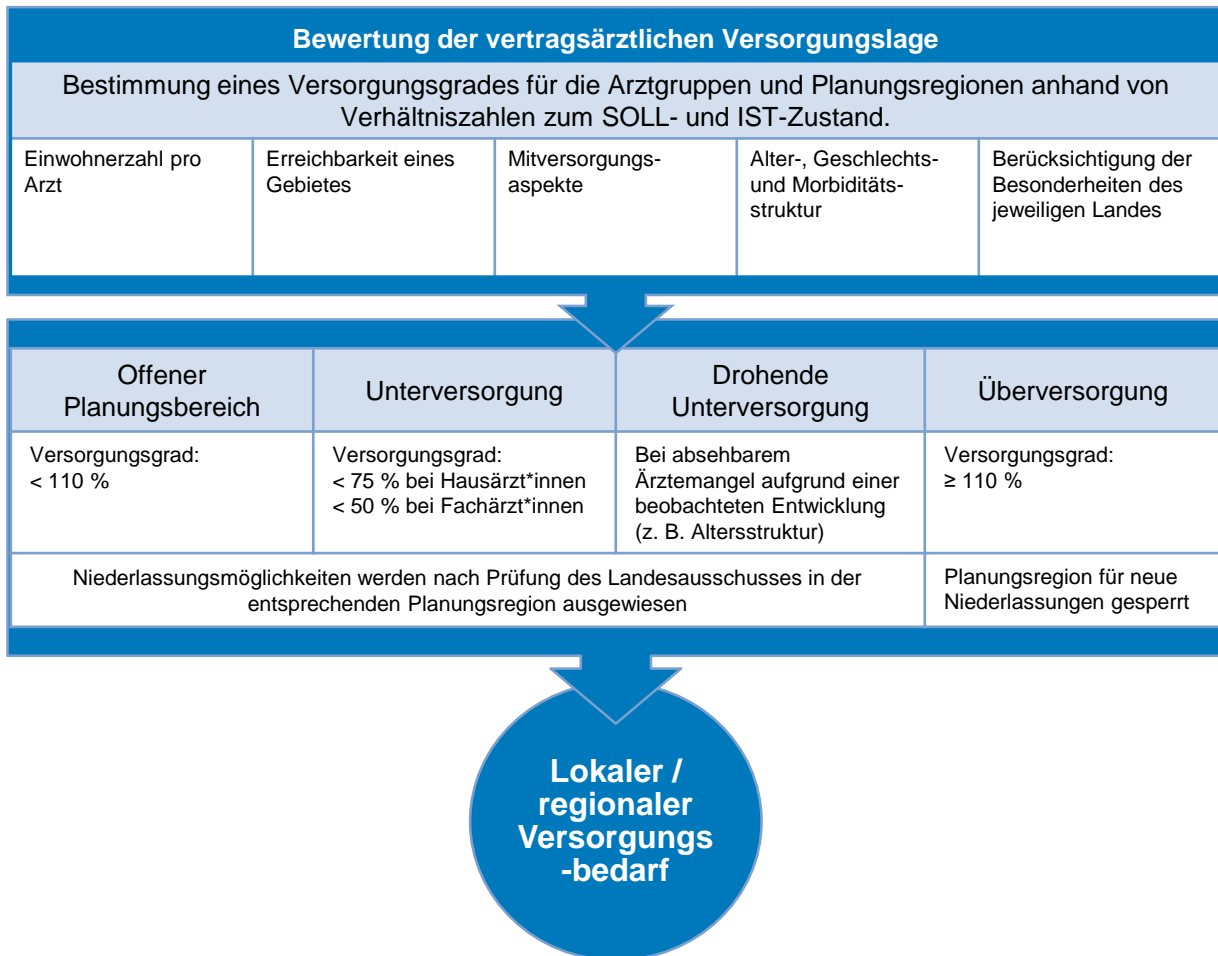 Bewertung der vertragsärztlichen Versorgungslage
Bestimmung eines Versorgungsgrades für die Arztgruppen und Planungsregionen anhand von
Verhältniszahlen zum SOLL- und IST-Zustand.
Einwohnerzahl pro
Arzt
Erreichbarkeit eines
Gebietes
Mitversorgungs-
aspekte
Alter-, Geschlechts-
und Morbiditäts-
struktur
Berücksichtigung der
Besonderheiten des
jeweiligen Landes
Offener
Planungsbereich
Unterversorgung
Drohende
Unterversorgung
Überversorgung
Versorgungsgrad:
< 110 %
Versorgungsgrad:
< 75 % bei Hausärzt*innen
< 50 % bei Fachärzt*innen
Bei absehbarem
Ärztemangel aufgrund einer
beobachteten Entwicklung
(z. B. Altersstruktur)
Versorgungsgrad:
≥ 110 %
Niederlassungsmöglichkeiten werden nach Prüfung des Landesausschusses in der
entsprechenden Planungsregion ausgewiesen
Planungsregion für neue
Niederlassungen gesperrt
Lokaler /
regionaler
Versorgungs
-bedarf